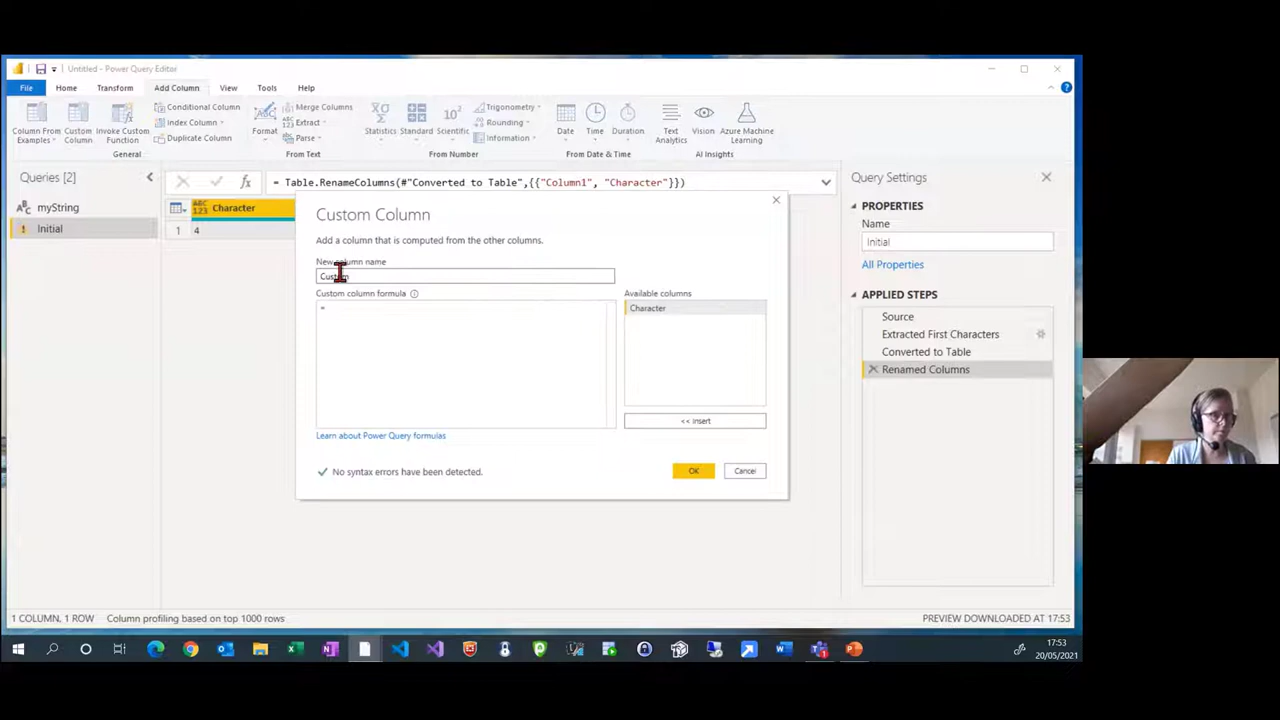 Untitled - Power Query Editor
File Home Transform Add Column View Tools Help
Column From Examples
Custom Column
Invoke Custom Function
Conditional Column
Index Column
Duplicate Column
General
Format
Merge Columns
Extract
Parse
From Text
Statistics
Standard
Scientific
10²
Trigonometry
Rounding
Information
From Number
Date
Time
Duration
From Date & Time
Text Analytics
Vision
Azure Machine Learning
AI Insights
Queries [2]
myString
Initial
= Table.RenameColumns(#"Converted to Table",{{"Column1", "Character"}})
ABC 123 Character
1 4
Custom Column
Add a column that is computed from the other columns.
New column name
Custom
Custom column formula
=
Available columns
Character
<< Insert
Learn about Power Query formulas
No syntax errors have been detected.
OK
Cancel
Query Settings
PROPERTIES
Name
Initial
All Properties
APPLIED STEPS
Source
Extracted First Characters
Converted to Table
Renamed Columns
1 COLUMN, 1 ROW Column profiling based on top 1000 rows
PREVIEW DOWNLOADED AT 17:53
17:53
20/05/2021